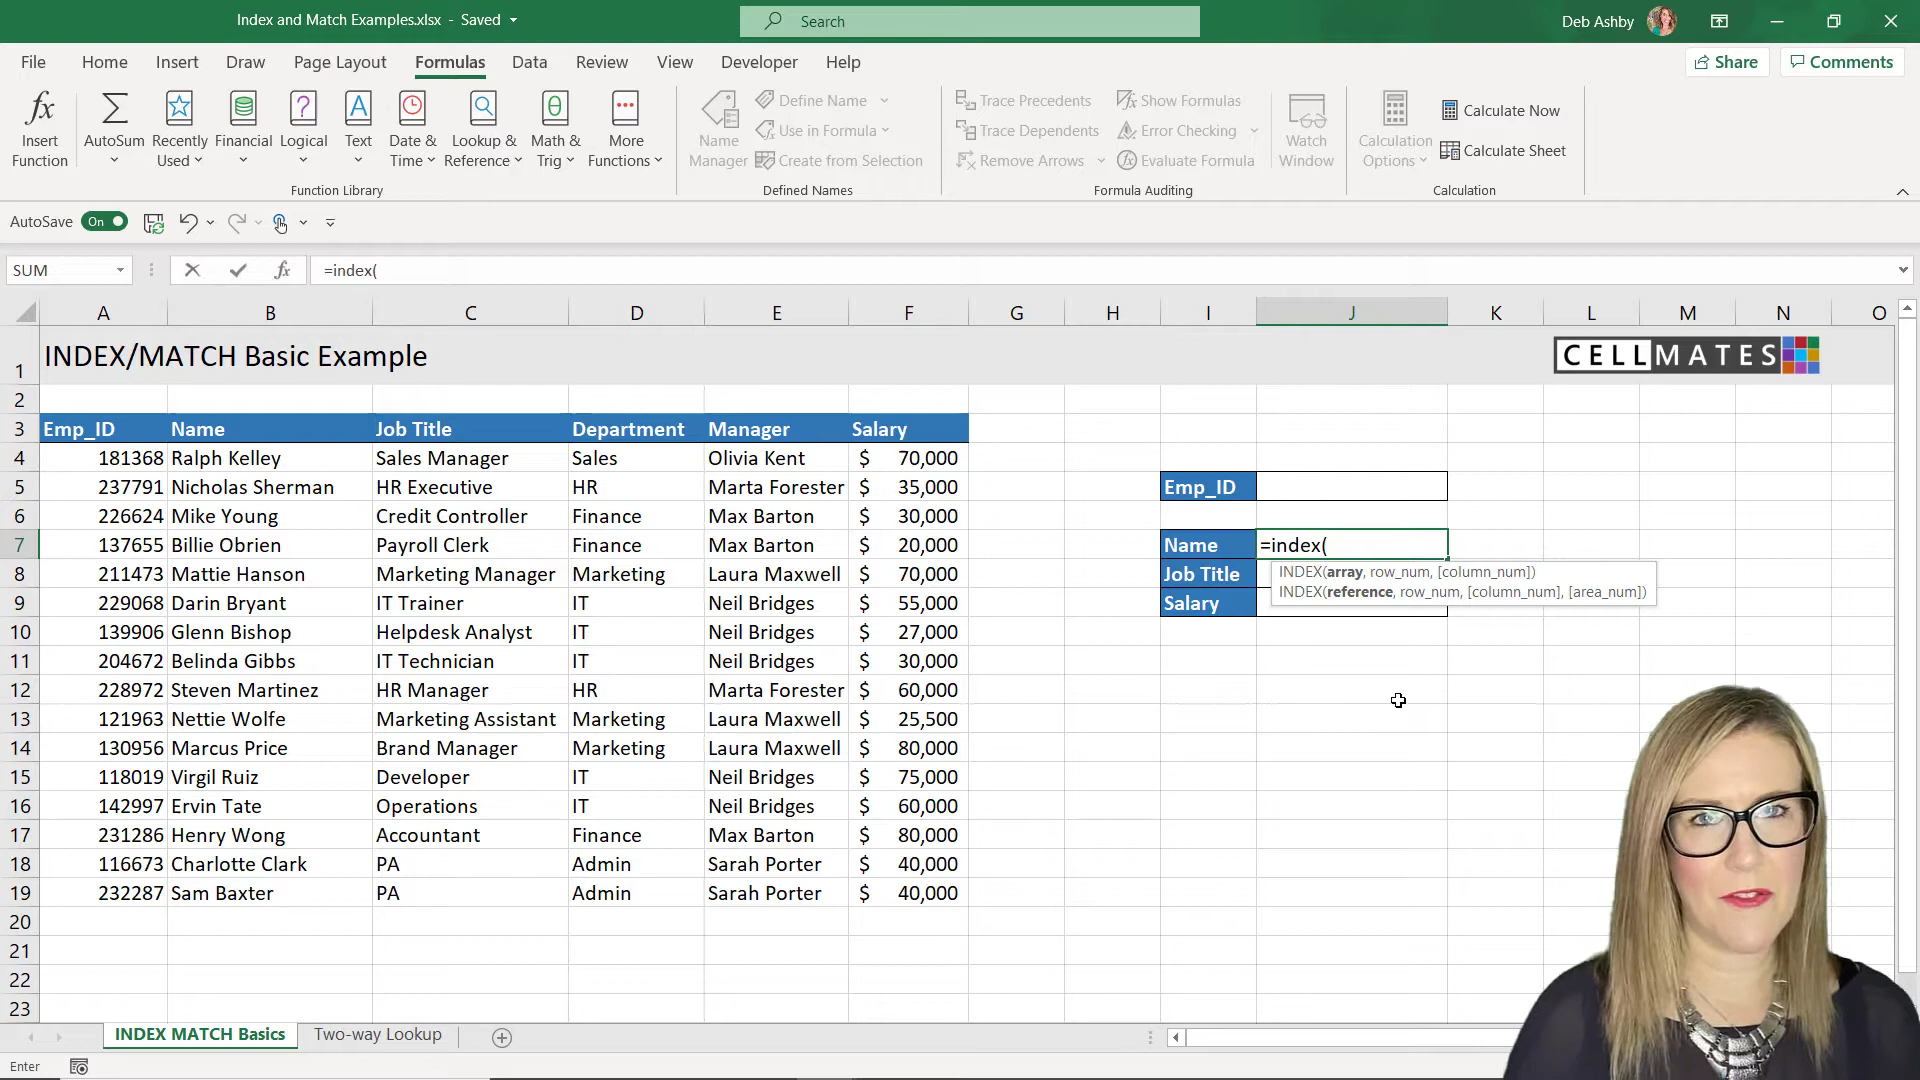 Index and Match Examples.xlsx - Saved
Search
Deb Ashby
File Home Insert Draw Page Layout Formulas Data Review View Developer Help
Share Comments
fx Σ A θ
Insert Function
AutoSum
Recently Used
Financial
Logical
Text
Date & Time
Lookup & Reference
Math & Trig
More Functions
Function Library
Name Manager
Define Name
Use in Formula
Create from Selection
Defined Names
Trace Precedents
Trace Dependents
Remove Arrows
Show Formulas
Error Checking
Evaluate Formula
Watch Window
Formula Auditing
Calculation Options
Calculate Now
Calculate Sheet
Calculation
AutoSave On
SUM fx =index(
A B C D E F G H I J K L M N O
1 INDEX/MATCH Basic Example CELLMATES
2
3 Emp_ID Name Job Title Department Manager Salary
4 181368 Ralph Kelley Sales Manager Sales Olivia Kent $ 70,000
5 237791 Nicholas Sherman HR Executive HR Marta Forester $ 35,000 Emp_ID
6 226624 Mike Young Credit Controller Finance Max Barton $ 30,000
7 137655 Billie Obrien Payroll Clerk Finance Max Barton $ 20,000 Name =index(
8 211473 Mattie Hanson Marketing Manager Marketing Laura Maxwell $ 70,000 Job Title INDEX(array, row_num, [column_num])
INDEX(reference, row_num, [column_num], [area_num])
9 229068 Darin Bryant IT Trainer IT Neil Bridges $ 55,000 Salary
10 139906 Glenn Bishop Helpdesk Analyst IT Neil Bridges $ 27,000
11 204672 Belinda Gibbs IT Technician IT Neil Bridges $ 30,000
12 228972 Steven Martinez HR Manager HR Marta Forester $ 60,000
13 121963 Nettie Wolfe Marketing Assistant Marketing Laura Maxwell $ 25,500
14 130956 Marcus Price Brand Manager Marketing Laura Maxwell $ 80,000
15 118019 Virgil Ruiz Developer IT Neil Bridges $ 75,000
16 142997 Ervin Tate Operations IT Neil Bridges $ 60,000
17 231286 Henry Wong Accountant Finance Max Barton $ 80,000
18 116673 Charlotte Clark PA Admin Sarah Porter $ 40,000
19 232287 Sam Baxter PA Admin Sarah Porter $ 40,000
20
21
22
23
INDEX MATCH Basics Two-way Lookup
Enter